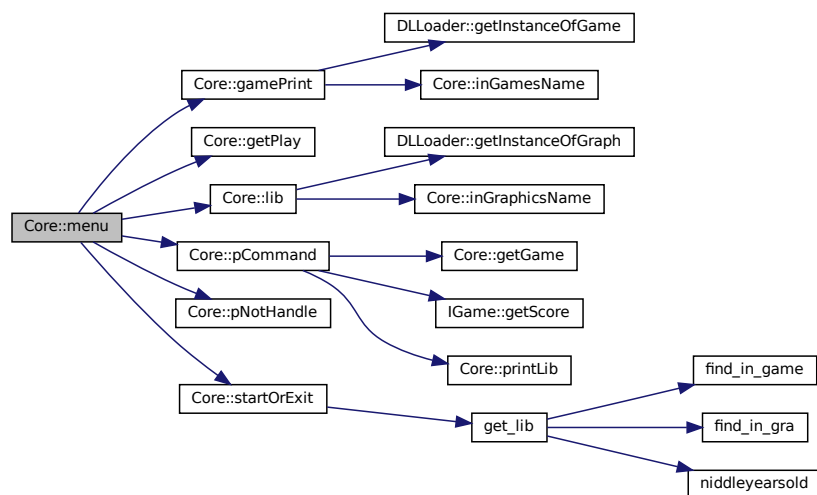 DLLoader::getInstanceOfGame
Core::gamePrint
Core::inGamesName
Core::getPlay
DLLoader::getInstanceOfGraph
Core::lib
Core::inGraphicsName
Core::menu
Core::pCommand
Core::getGame
Core::pNotHandle
IGame::getScore
Core::printLib
find_in_game
Core::startOrExit
get_lib
find_in_gra
niddleyearsold